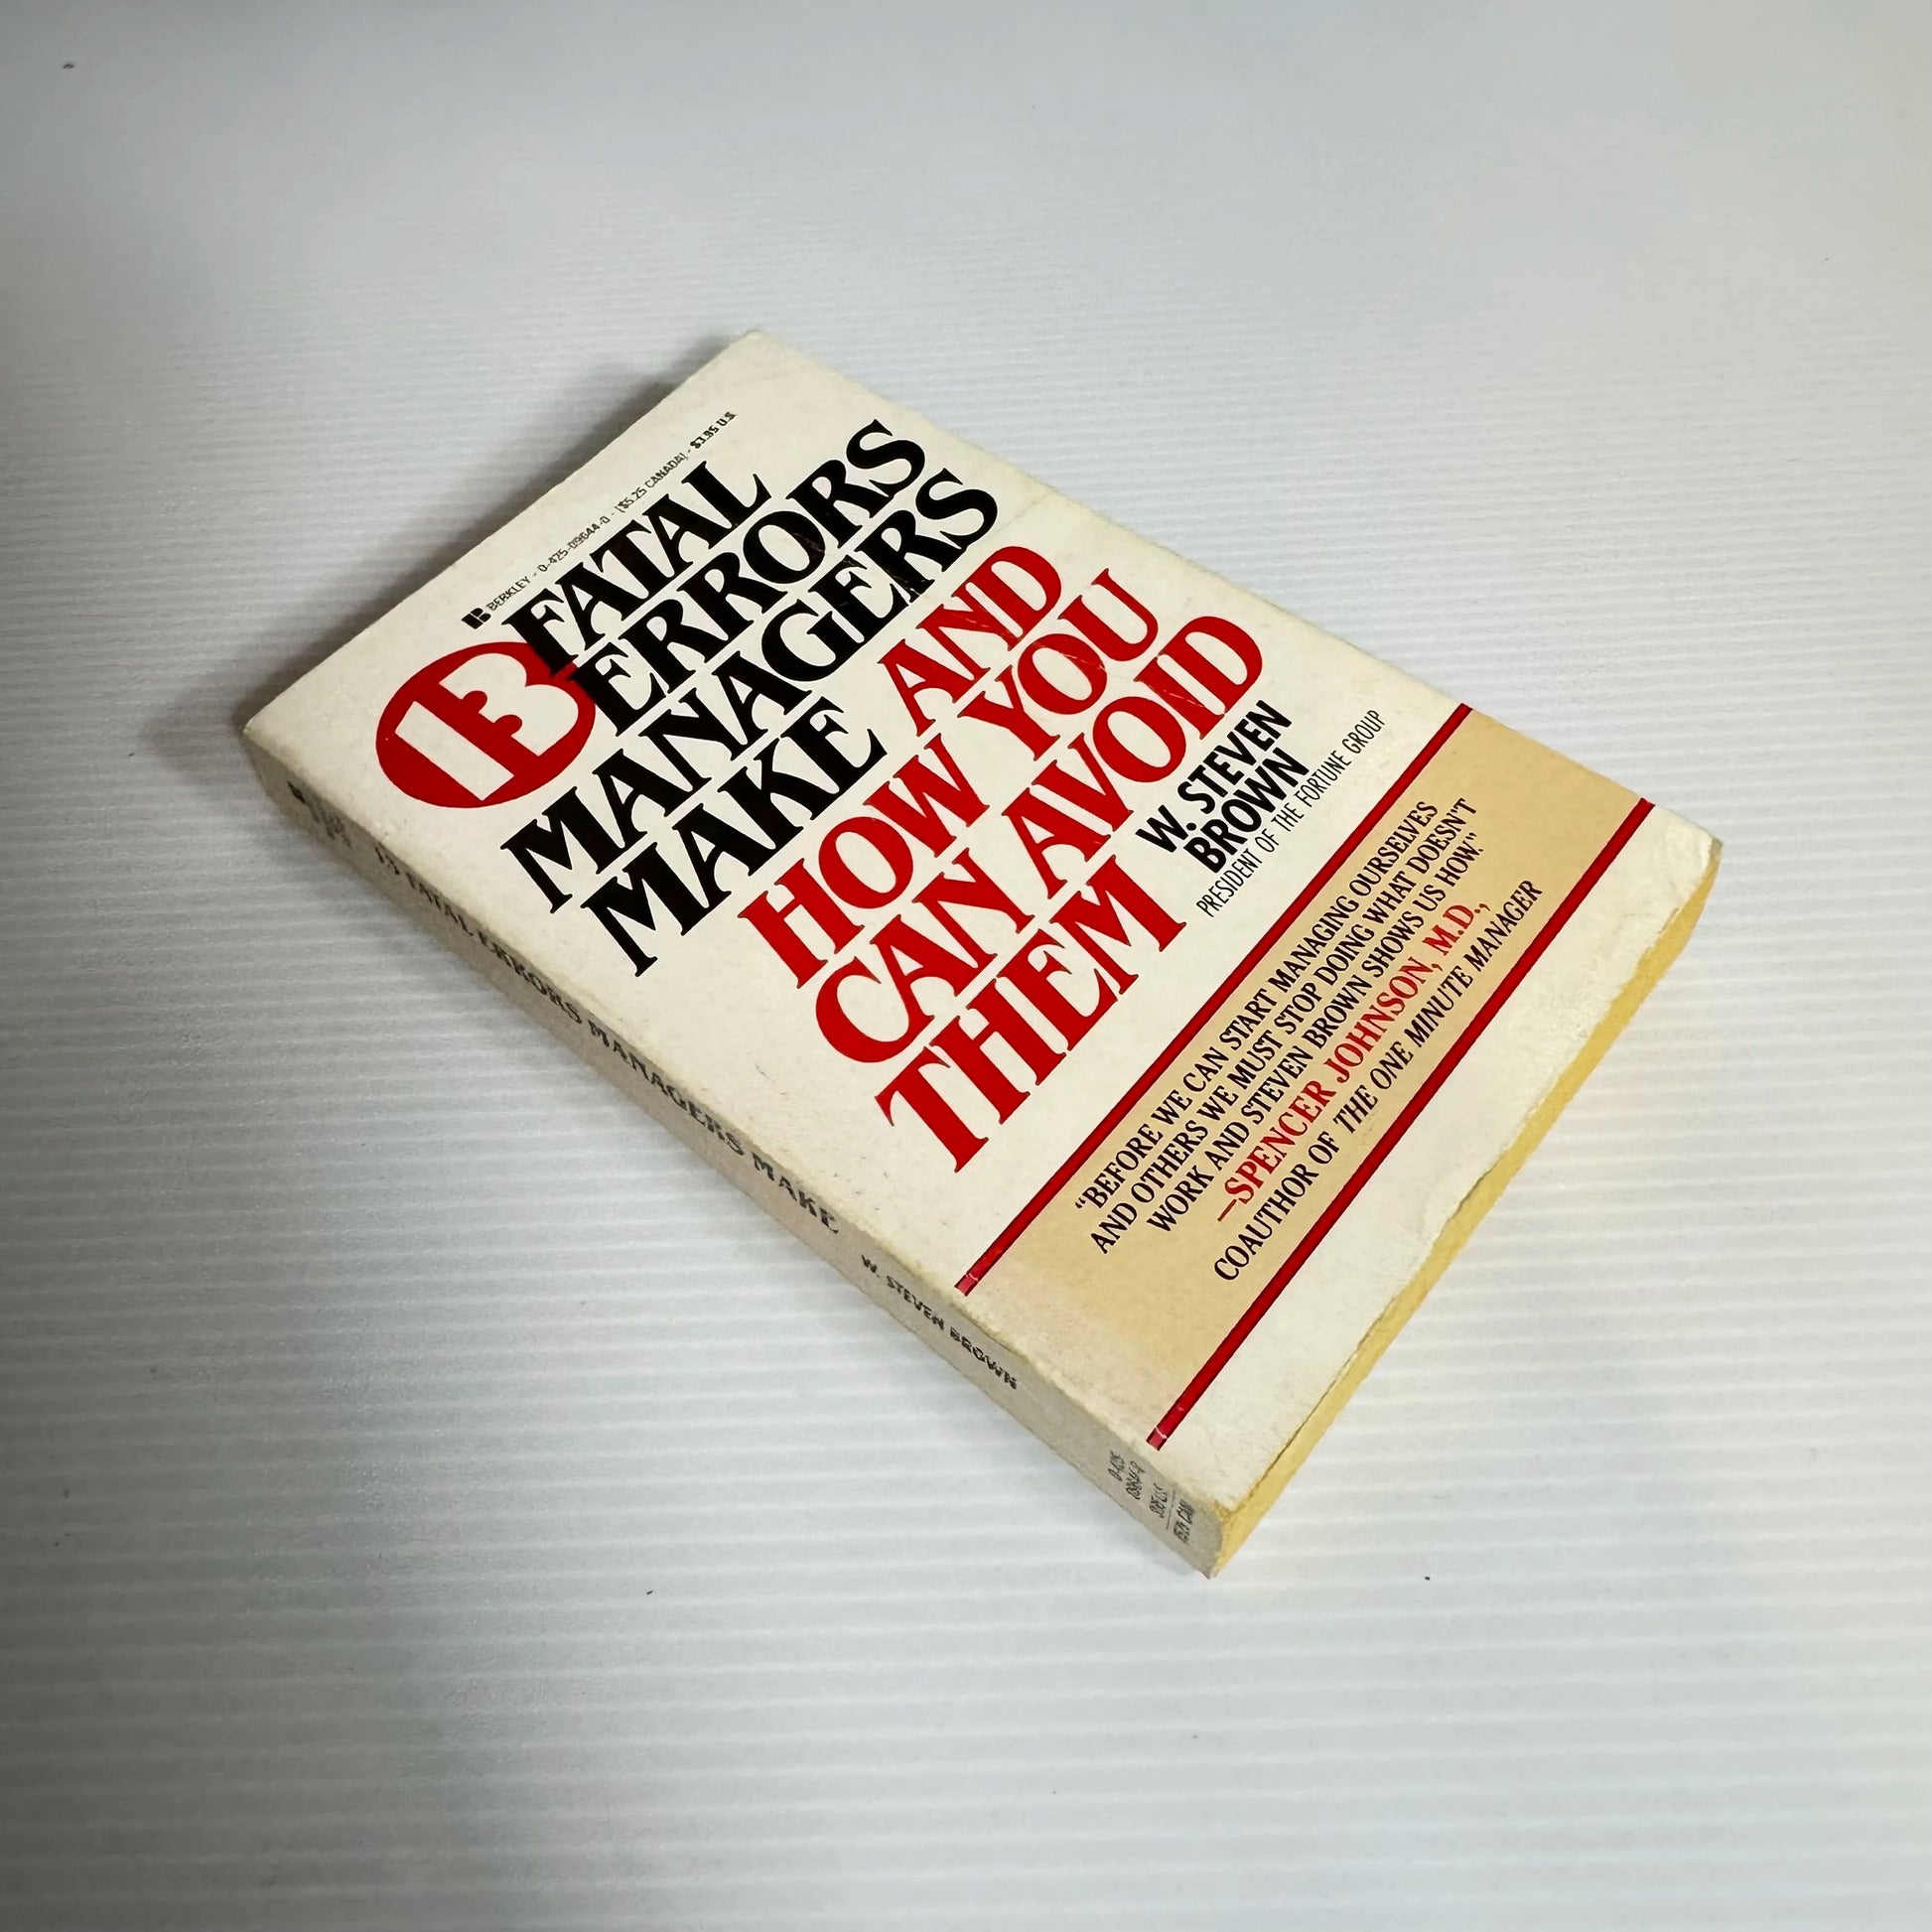 BERKLEY • 0-425-09644-0 • [$5.25 CANADA] • $3.95 U.S.
13 FATAL
ERRORS
MANAGERS
MAKE AND
HOW YOU
CAN AVOID
THEM
W. STEVEN
BROWN
PRESIDENT OF THE FORTUNE GROUP
“BEFORE WE CAN START MANAGING OURSELVES
AND OTHERS WE MUST STOP DOING WHAT DOESN'T
WORK AND STEVEN BROWN SHOWS US HOW.”
—SPENCER JOHNSON, M.D.,
COAUTHOR OF THE ONE MINUTE MANAGER
13 FATAL ERRORS MANAGERS MAKE W. STEVEN BROWN